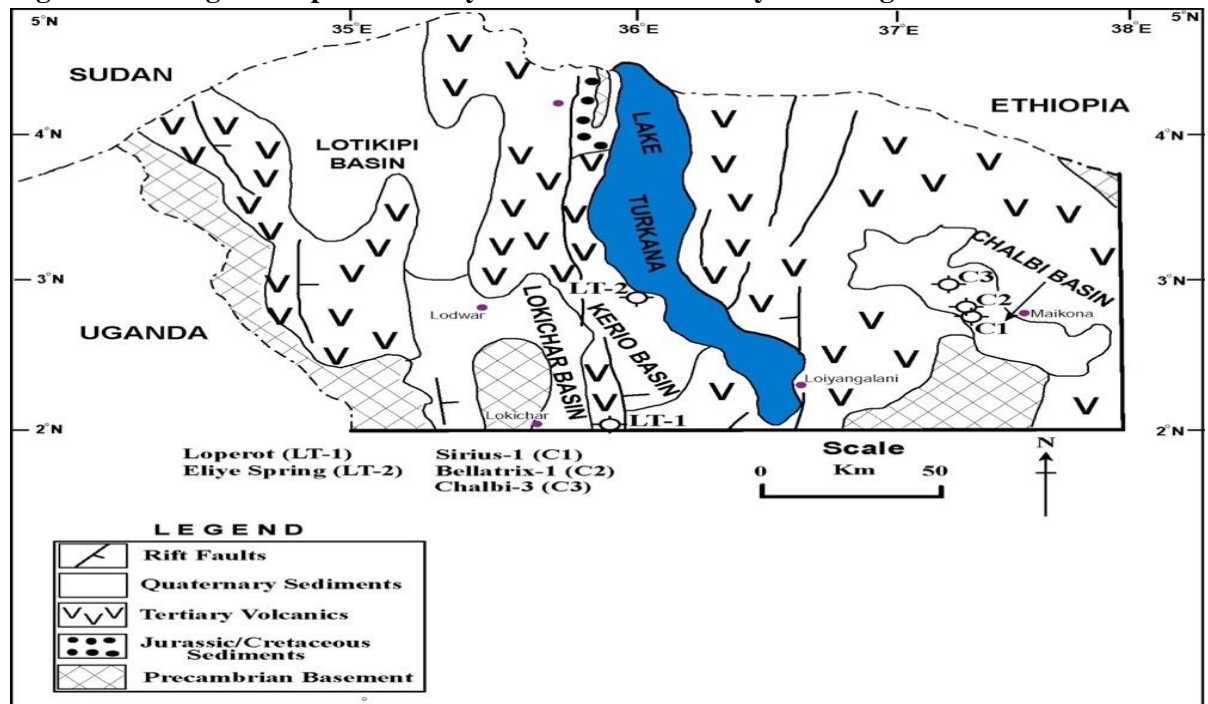 5°N
35°E
36°E
37°E
38°E
SUDAN
ETHIOPIA
4°N
4°N
LOTIKIPI
BASIN
LAKE
TURKANA
CHALBI BASIN
3°N
3°N
C3
LT-2
C2
C1
Maikona
UGANDA
Lodwar
LOKICHAR BASIN
KERIO BASIN
Loiyangalani
Lokichar
LT-1
2°N
2°N
Loperot (LT-1)
Eliye Spring (LT-2)
Sirius-1 (C1)
Bellatrix-1 (C2)
Chalbi-3 (C3)
Scale
0 Km 50
N
LEGEND
Rift Faults
Quaternary Sediments
Tertiary Volcanics
Jurassic/Cretaceous
Sediments
Precambrian Basement